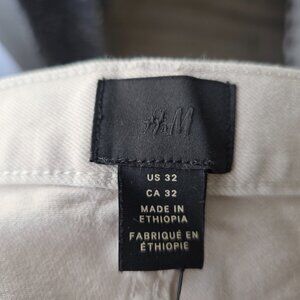 H&M
US 32
CA 32
MADE IN
ETHIOPIA
FABRIQUÉ EN
ÉTHIOPIE